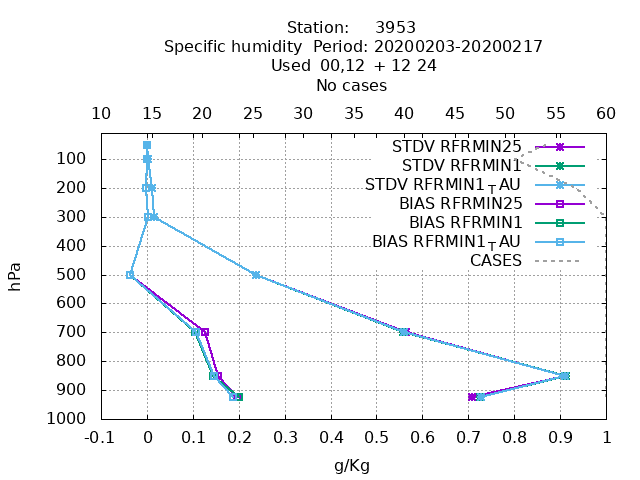 Station: 3953
Specific humidity Period: 20200203-20200217
Used 00,12 + 12 24
No cases
10 15 20 25 30 35 40 45 50 55 60
STDV RFRMIN25
STDV RFRMIN1
STDV RFRMIN1TAU
BIAS RFRMIN25
BIAS RFRMIN1
BIAS RFRMIN1TAU
CASES
100
200
300
400
500
600
700
800
900
1000
hPa
-0.1 0 0.1 0.2 0.3 0.4 0.5 0.6 0.7 0.8 0.9 1
g/Kg